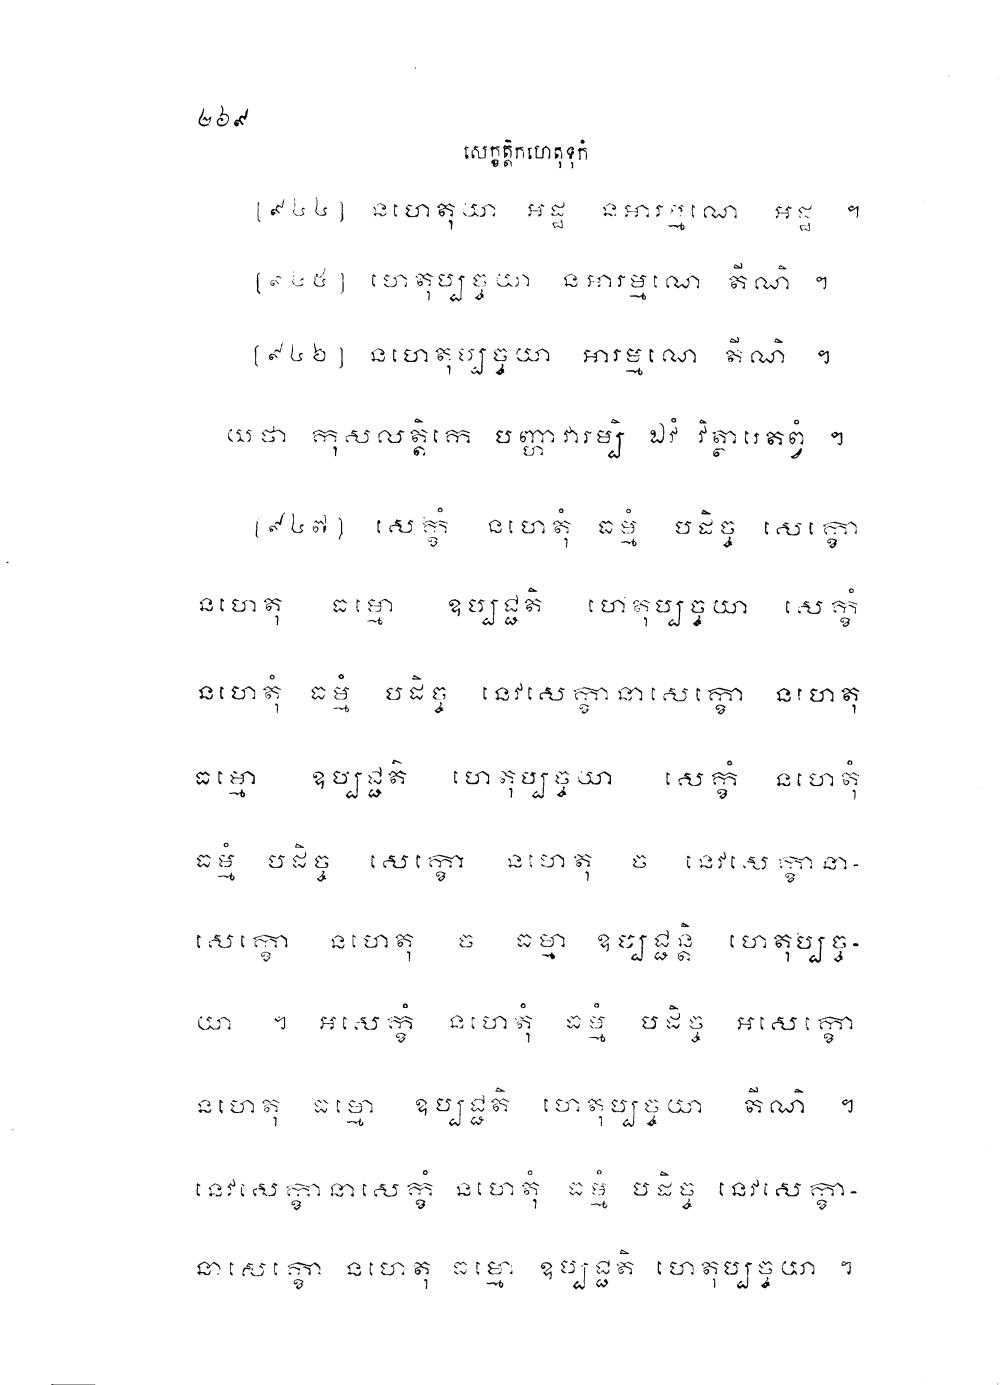 ២៦៩
សេក្ខត្តិកហេតុទុកំ
[៩៤៤] នហេតុយា អដ្ឋ នអារម្មណេ អដ្ឋ ។
[៩៤៥] ហេតុប្បច្ចយា នអារម្មណេ តីណិ ។
[៩៤៦] នហេតុប្បច្ចយា អារម្មណេ តីណិ ។
យថា កុសលត្តិកេ បញ្ហាវារម្បិ ឯវំ វិត្ថារេតព្វំ ។
[៩៤៧] សេក្ខំ នហេតុំ ធម្មំ បដិច្ច សេក្ខោ
នហេតុ ធម្មោ ឧប្បជ្ជតិ ហេតុប្បច្ចយា សេក្ខំ
នហេតុំ ធម្មំ បដិច្ច នេវសេក្ខានាសេក្ខោ នហេតុ
ធម្មោ ឧប្បជ្ជតិ ហេតុប្បច្ចយា សេក្ខំ នហេតុំ
ធម្មំ បដិច្ច សេក្ខោ នហេតុ ច នេវសេក្ខានា-
សេក្ខោ នហេតុ ច ធម្មា ឧប្បជ្ជន្តិ ហេតុប្បច្ច-
យា ។ អសេក្ខំ នហេតុំ ធម្មំ បដិច្ច អសេក្ខោ
នហេតុ ធម្មោ ឧប្បជ្ជតិ ហេតុប្បច្ចយា តីណិ ។
នេវសេក្ខានាសេក្ខំ នហេតុំ ធម្មំ បដិច្ច នេវសេក្ខា-
នាសេក្ខោ នហេតុ ធម្មោ ឧប្បជ្ជតិ ហេតុប្បច្ចយា ។